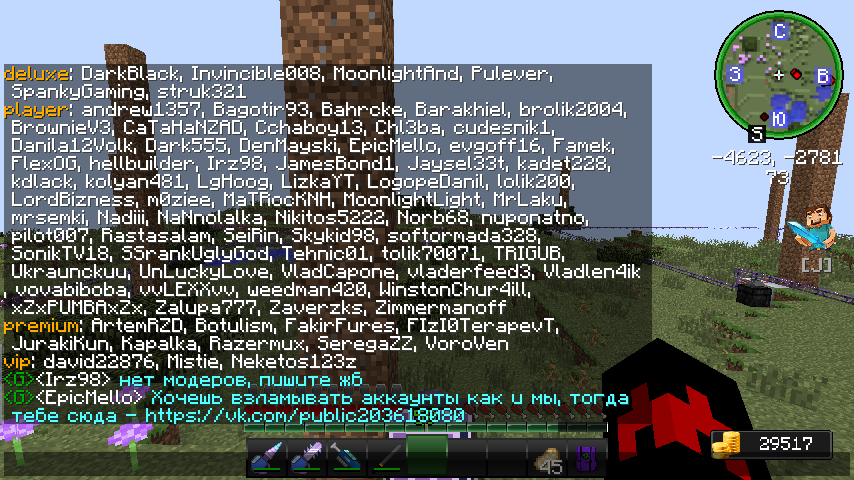 deluxe: DarkBlack, Invincible008, MoonlightAnd, Pulever,
SpankyGaming, struk321
player: andrew1357, Bagotir93, Bahrcke, Barakhiel, brolik2004,
BrownieV3, CaTaHaNZAD, Cchaboy13, Chl3ba, cudesnik1,
Danila12Volk, Dark555, DenMayski, EpicMello, evgoff16, Famek,
FlexOG, hellbuilder, Irz98, JamesBond1, Jaysel33t, kadet228,
kdlack, kolyan481, LgHoog, LizkaYT, LogopeDanil, lolik200,
LordBizness, m0ziee, MaTRocKNH, MoonlightLight, MrLaku,
mrsemki, Nadiii, NaNnolalka, Nikitos5222, Norb68, nuponatno,
pilot007, Rastasalam, SeiRin, Skykid98, softormada328,
SonikTV18, SSrankUglyGod, Tehnic01, tolik70071, TRIGUB,
Ukraunckuu, UnLuckyLove, VladCapone, vladerfeed3, Vladlen4ik
, vovabiboba, vvLEXXvv, weedman420, WinstonChur4ill,
xZxPUMBAxZx, Zalupa777, Zaverzks, Zimmermanoff
premium: ArtemRZD, Botulism, FakirFures, FIzI0TerapevT,
JurakiKun, Kapalka, Razermux, SeregaZZ, VoroVen
vip: david22876, Mistie, Neketos123z
<G><Irz98> нет модеров, пишите жб
<G><EpicMello> Хочешь взламывать аккаунты как и мы, тогда
тебе сюда - https://vk.com/public203618080
С
З
В
Ю
S
-4623, -2781
73
[J]
45
29517